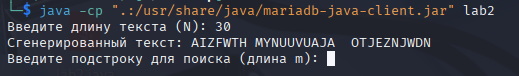 └─$ java -cp ".:/usr/share/java/mariadb-java-client.jar" lab2
Введите длину текста (N): 30
Сгенерированный текст: AIZFWTH MYNUUVUAJA  OTJEZNJWDN
Введите подстроку для поиска (длина m):